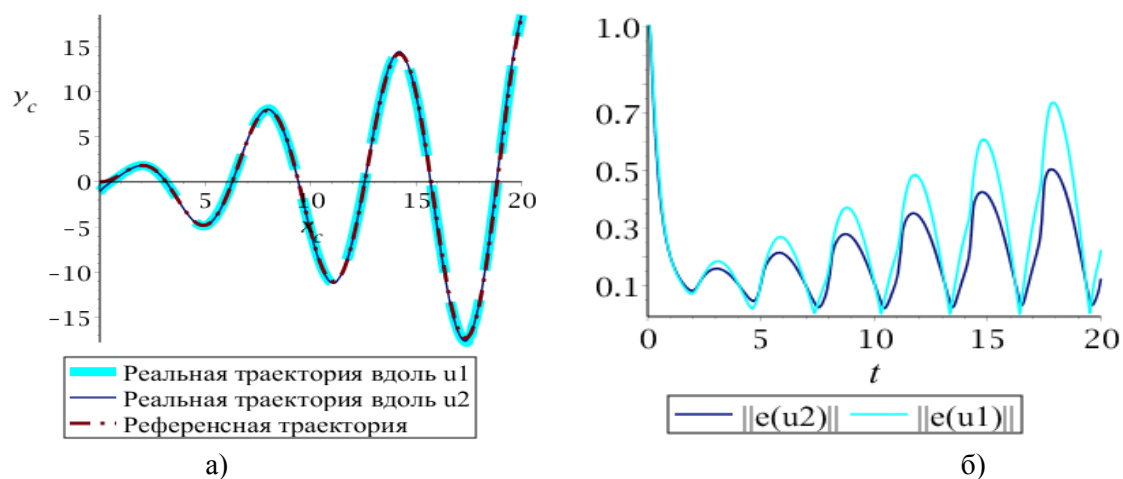 15
10
y_c
5
0
5
10
15
20
x_c
-5
-10
-15
Реальная траектория вдоль u1
Реальная траектория вдоль u2
Референсная траектория
а)
1.0
0.7
0.5
0.3
0.1
0
5
10
15
20
t
||e(u2)|| ||e(u1)||
б)